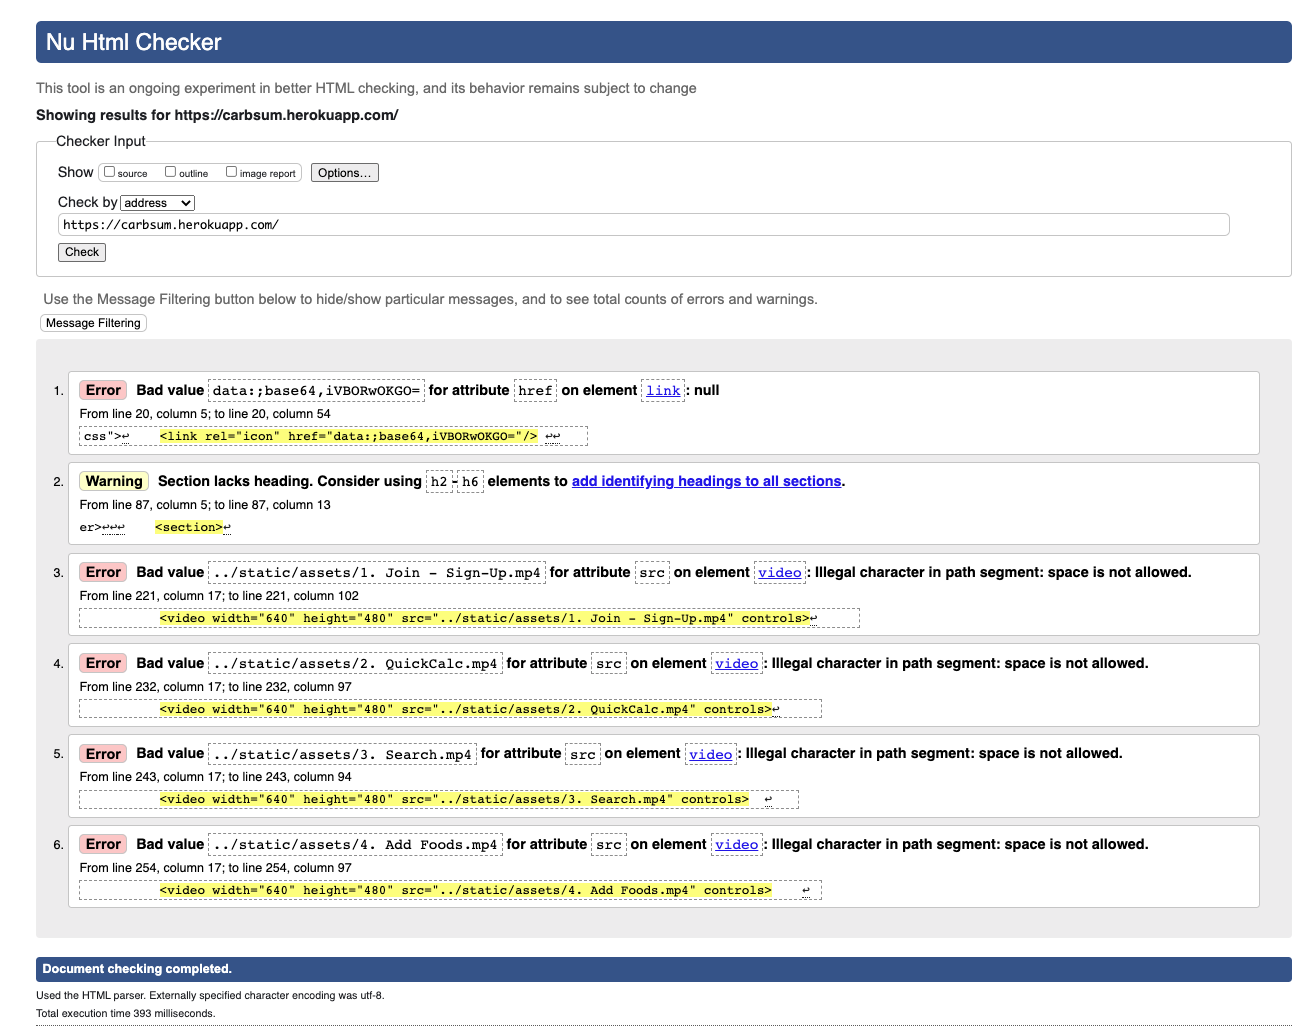 Nu Html Checker
This tool is an ongoing experiment in better HTML checking, and its behavior remains subject to change
Showing results for https://carbsum.herokuapp.com/
Checker Input
Show source outline image report Options...
Check by address
https://carbsum.herokuapp.com/
Check
Use the Message Filtering button below to hide/show particular messages, and to see total counts of errors and warnings.
Message Filtering
1. Error Bad value data:;base64,iVBORwOKGO= for attribute href on element link: null
From line 20, column 5; to line 20, column 54
css">↩    <link rel="icon" href="data:;base64,iVBORwOKGO="/> ↩↩
2. Warning Section lacks heading. Consider using h2-h6 elements to add identifying headings to all sections.
From line 87, column 5; to line 87, column 13
er>↩↩↩    <section>↩
3. Error Bad value ../static/assets/1. Join - Sign-Up.mp4 for attribute src on element video: Illegal character in path segment: space is not allowed.
From line 221, column 17; to line 221, column 102
<video width="640" height="480" src="../static/assets/1. Join - Sign-Up.mp4" controls>↩
4. Error Bad value ../static/assets/2. QuickCalc.mp4 for attribute src on element video: Illegal character in path segment: space is not allowed.
From line 232, column 17; to line 232, column 97
<video width="640" height="480" src="../static/assets/2. QuickCalc.mp4" controls>↩
5. Error Bad value ../static/assets/3. Search.mp4 for attribute src on element video: Illegal character in path segment: space is not allowed.
From line 243, column 17; to line 243, column 94
<video width="640" height="480" src="../static/assets/3. Search.mp4" controls>  ↩
6. Error Bad value ../static/assets/4. Add Foods.mp4 for attribute src on element video: Illegal character in path segment: space is not allowed.
From line 254, column 17; to line 254, column 97
<video width="640" height="480" src="../static/assets/4. Add Foods.mp4" controls>    ↩
Document checking completed.
Used the HTML parser. Externally specified character encoding was utf-8.
Total execution time 393 milliseconds.